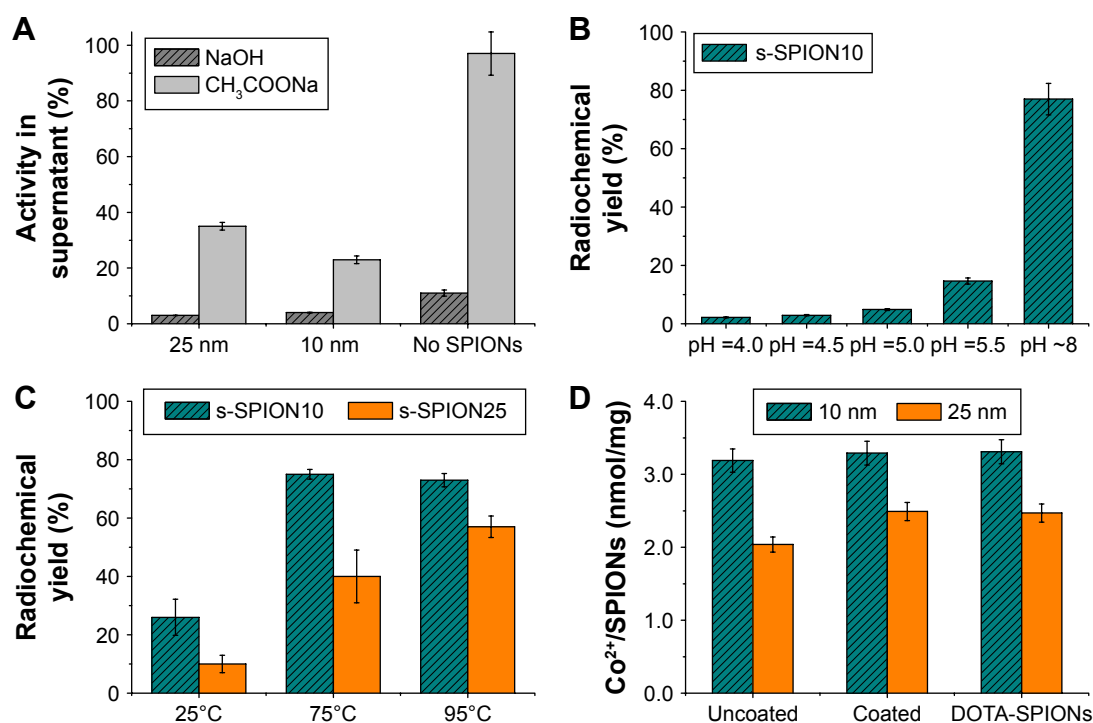 A
Activity in
supernatant (%)
100
80
60
40
20
0
NaOH
CH₃COONa
25 nm
10 nm
No SPIONs
B
Radiochemical
yield (%)
100
80
60
40
20
0
s-SPION10
pH =4.0
pH =4.5
pH =5.0
pH =5.5
pH ~8
C
Radiochemical
yield (%)
100
80
60
40
20
0
s-SPION10
s-SPION25
25°C
75°C
95°C
D
Co²⁺/SPIONs (nmol/mg)
4.0
3.0
2.0
1.0
0.0
10 nm
25 nm
Uncoated
Coated
DOTA-SPIONs